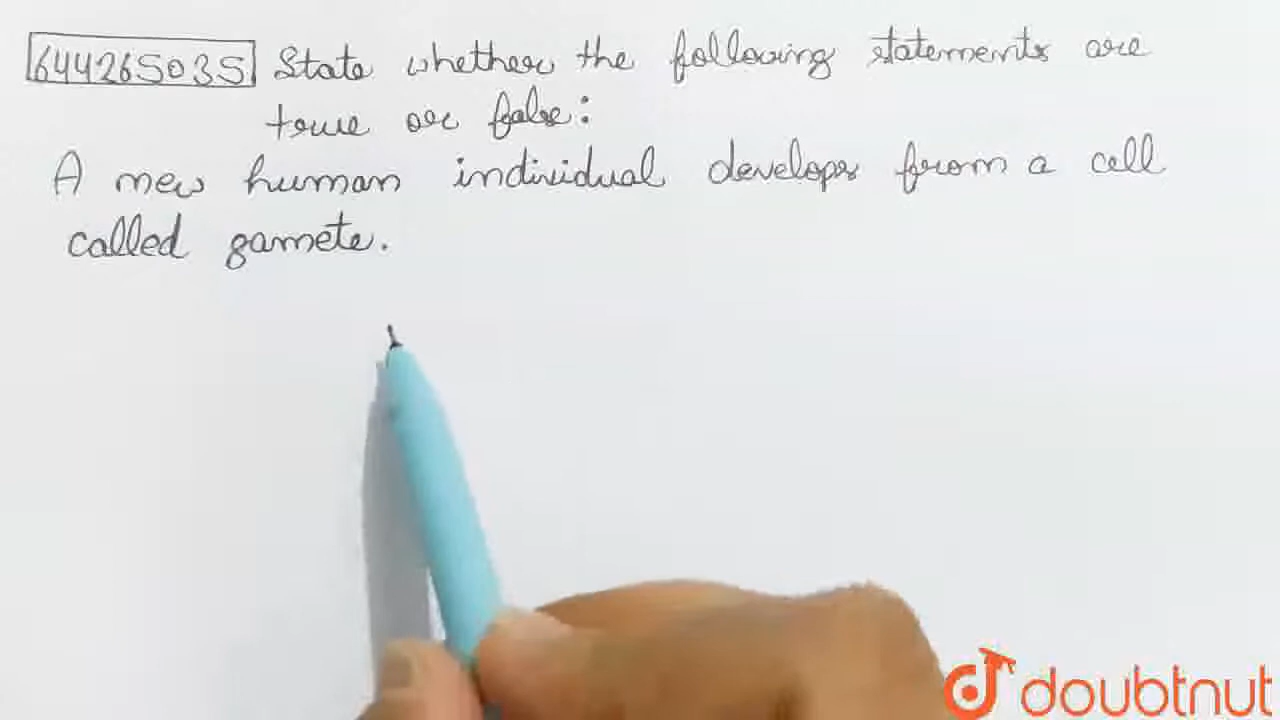 644265035 State whether the following statements are
true or false:
A new human individual develops from a cell
called gamete.
doubtnut